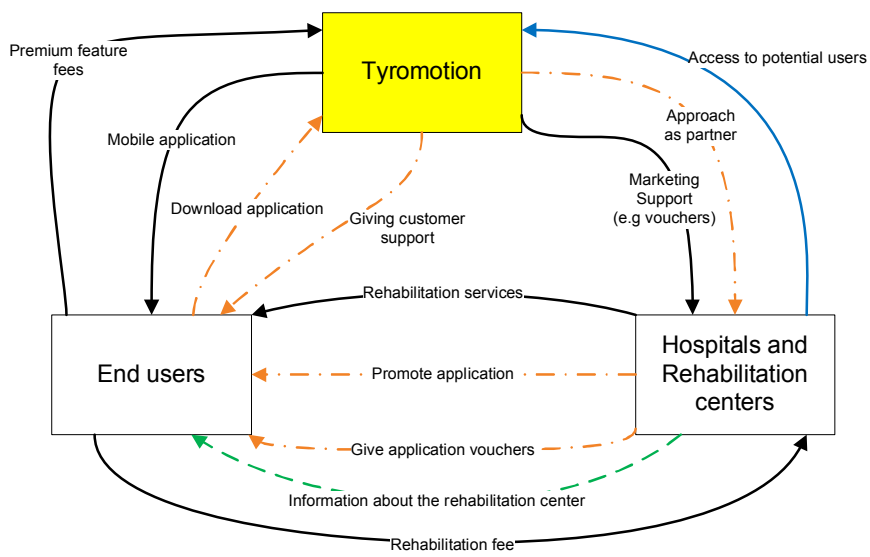 Premium feature
fees
Tyromotion
Access to potential users
Mobile application
Approach
as partner
Download application
Giving customer
support
Marketing
Support
(e.g vouchers)
Rehabilitation services
End users
Promote application
Hospitals and
Rehabilitation
centers
Give application vouchers
Information about the rehabilitation center
Rehabilitation fee